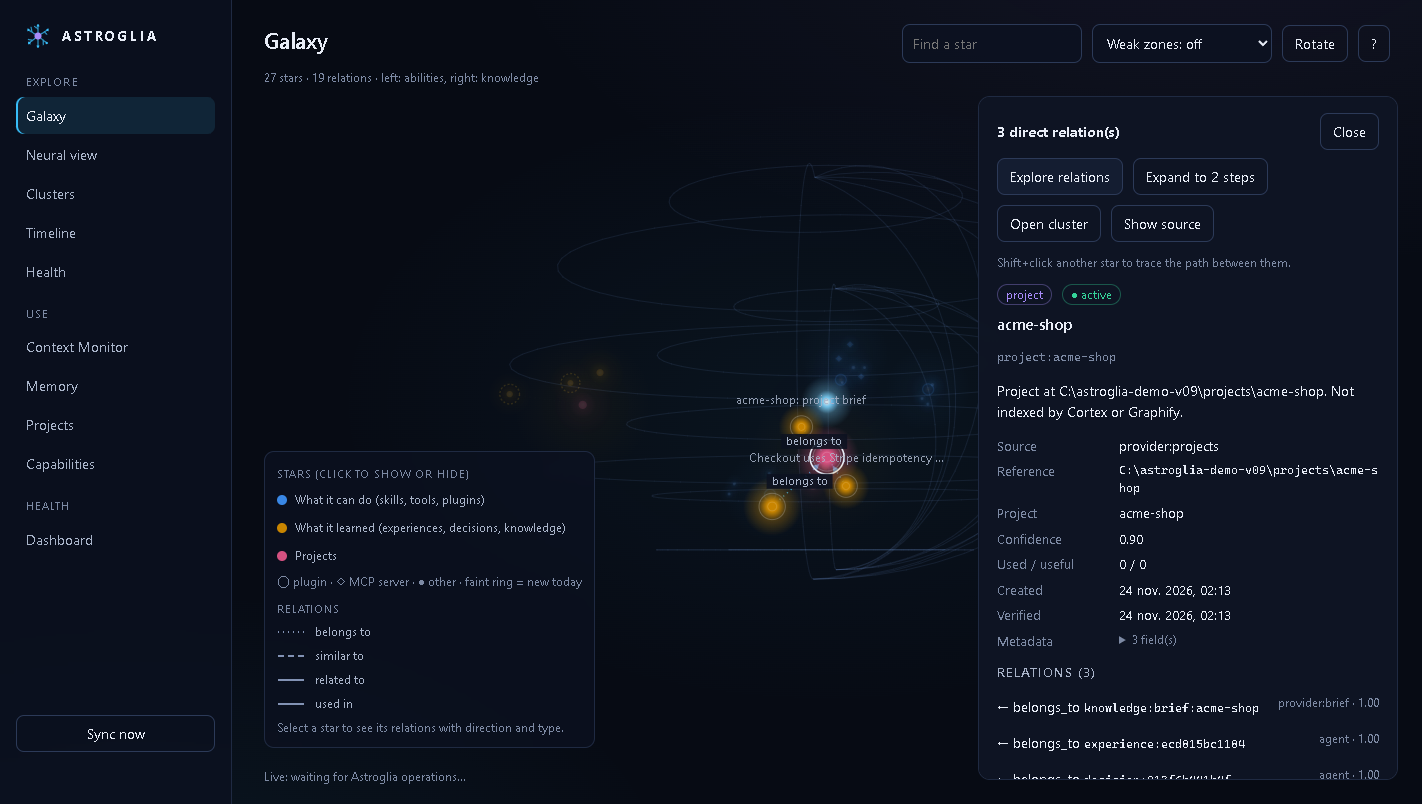 ASTROGLIA
EXPLORE
Galaxy
Neural view
Clusters
Timeline
Health
USE
Context Monitor
Memory
Projects
Capabilities
HEALTH
Dashboard
Sync now
Galaxy
27 stars · 19 relations · left: abilities, right: knowledge
Find a star
Weak zones: off
Rotate
?
acme-shop: project brief
belongs to
Checkout uses Stripe idempotency ...
belongs to
STARS (CLICK TO SHOW OR HIDE)
What it can do (skills, tools, plugins)
What it learned (experiences, decisions, knowledge)
Projects
◯ plugin · ◇ MCP server · ● other · faint ring = new today
RELATIONS
belongs to
similar to
related to
used in
Select a star to see its relations with direction and type.
Live: waiting for Astroglia operations...
3 direct relation(s)
Close
Explore relations
Expand to 2 steps
Open cluster
Show source
Shift+click another star to trace the path between them.
project
● active
acme-shop
project:acme-shop
Project at C:\astroglia-demo-v09\projects\acme-shop. Not
indexed by Cortex or Graphify.
Source provider:projects
Reference C:\astroglia-demo-v09\projects\acme-s
hop
Project acme-shop
Confidence 0.90
Used / useful 0 / 0
Created 24 nov. 2026, 02:13
Verified 24 nov. 2026, 02:13
Metadata ▶ 3 field(s)
RELATIONS (3)
← belongs_to knowledge:brief:acme-shop provider:brief · 1.00
← belongs_to experience:ecd015bc1104 agent · 1.00
agent · 1.00